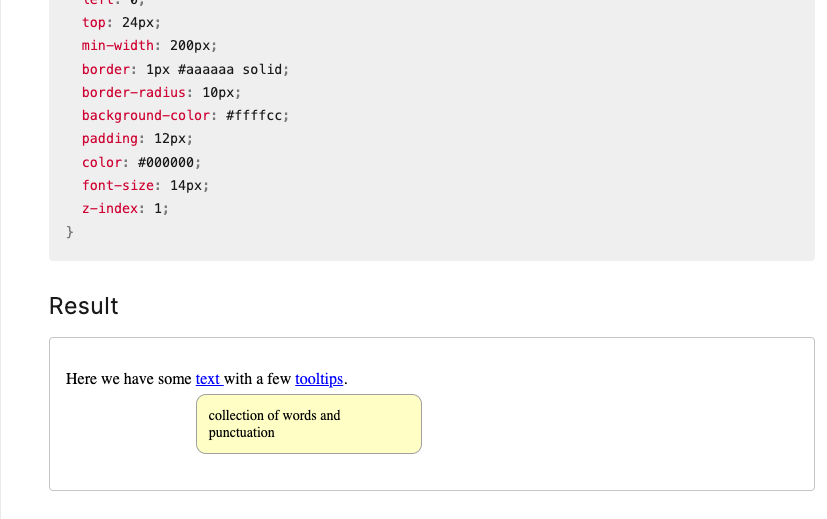 left: 0;
top: 24px;
min-width: 200px;
border: 1px #aaaaaa solid;
border-radius: 10px;
background-color: #ffffcc;
padding: 12px;
color: #000000;
font-size: 14px;
z-index: 1;
}
Result
Here we have some text with a few tooltips.
collection of words and
punctuation